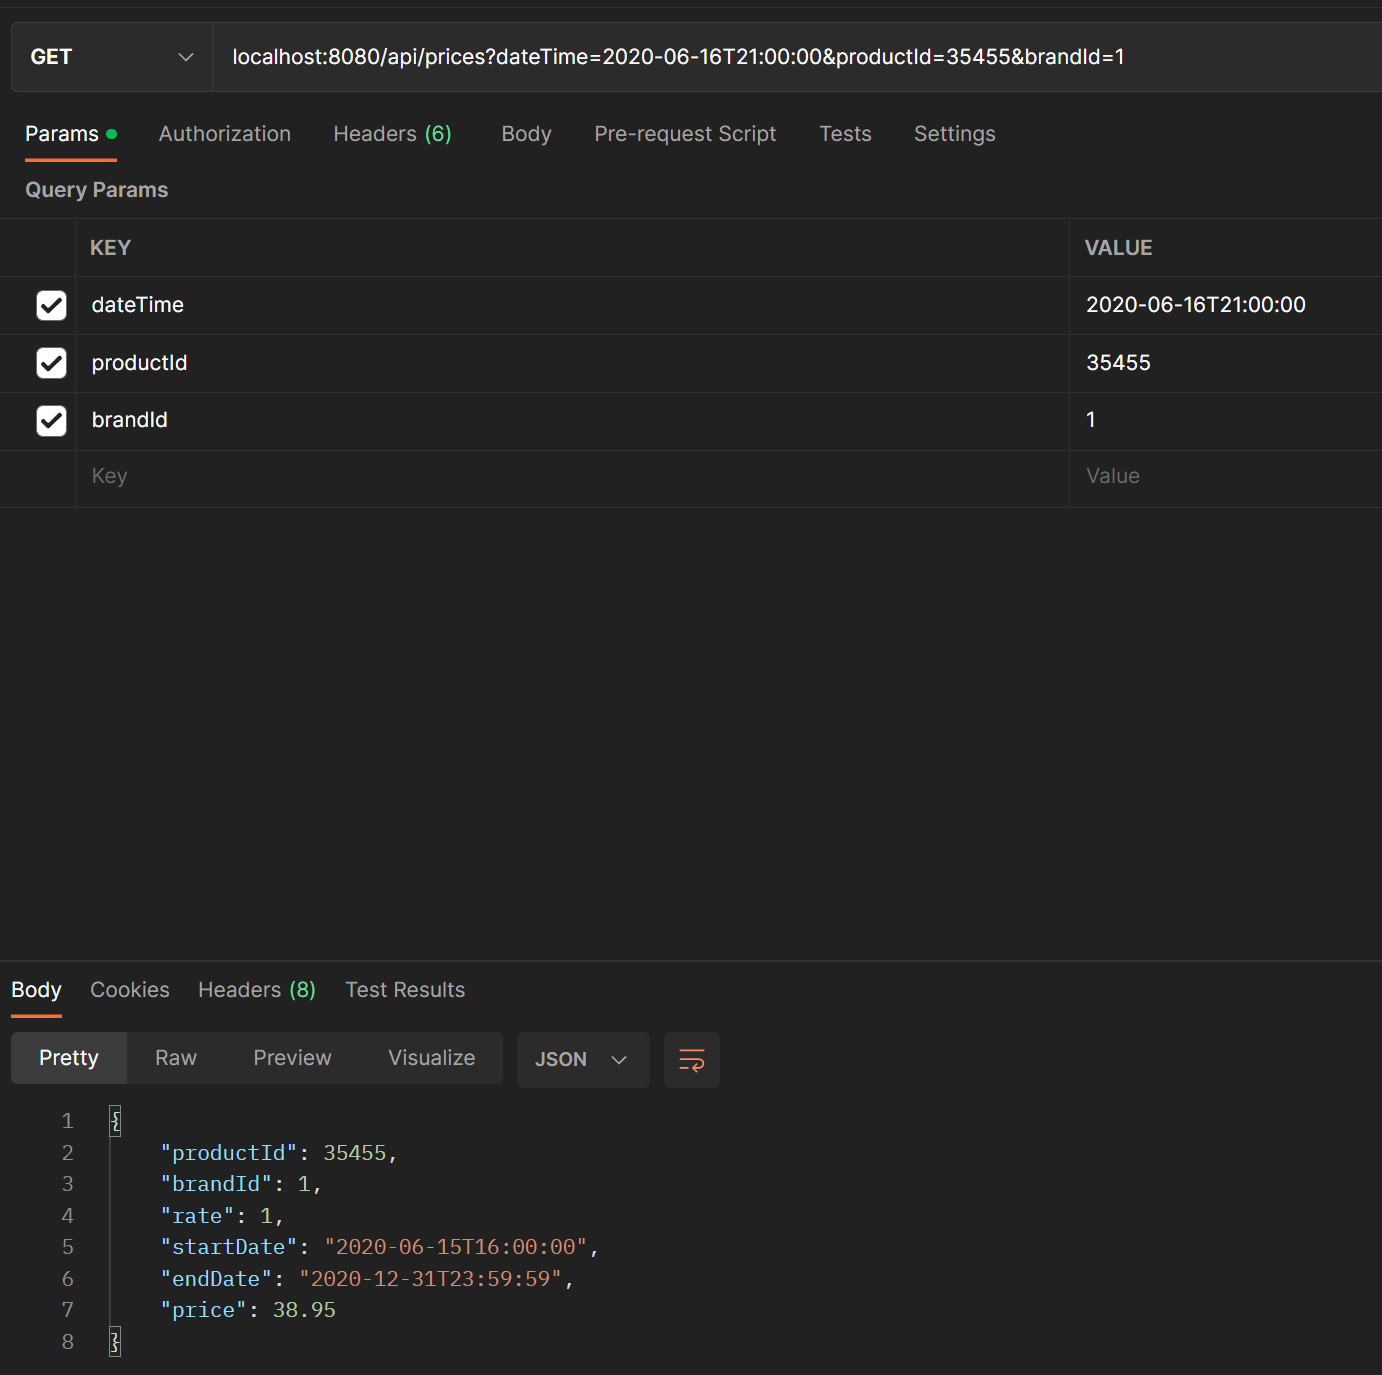 GET localhost:8080/api/prices?dateTime=2020-06-16T21:00:00&productId=35455&brandId=1
Params Authorization Headers (6) Body Pre-request Script Tests Settings
Query Params
KEY VALUE
dateTime 2020-06-16T21:00:00
productId 35455
brandId 1
Key Value
Body Cookies Headers (8) Test Results
Pretty Raw Preview Visualize JSON
1 {
2 "productId": 35455,
3 "brandId": 1,
4 "rate": 1,
5 "startDate": "2020-06-15T16:00:00",
6 "endDate": "2020-12-31T23:59:59",
7 "price": 38.95
8 }